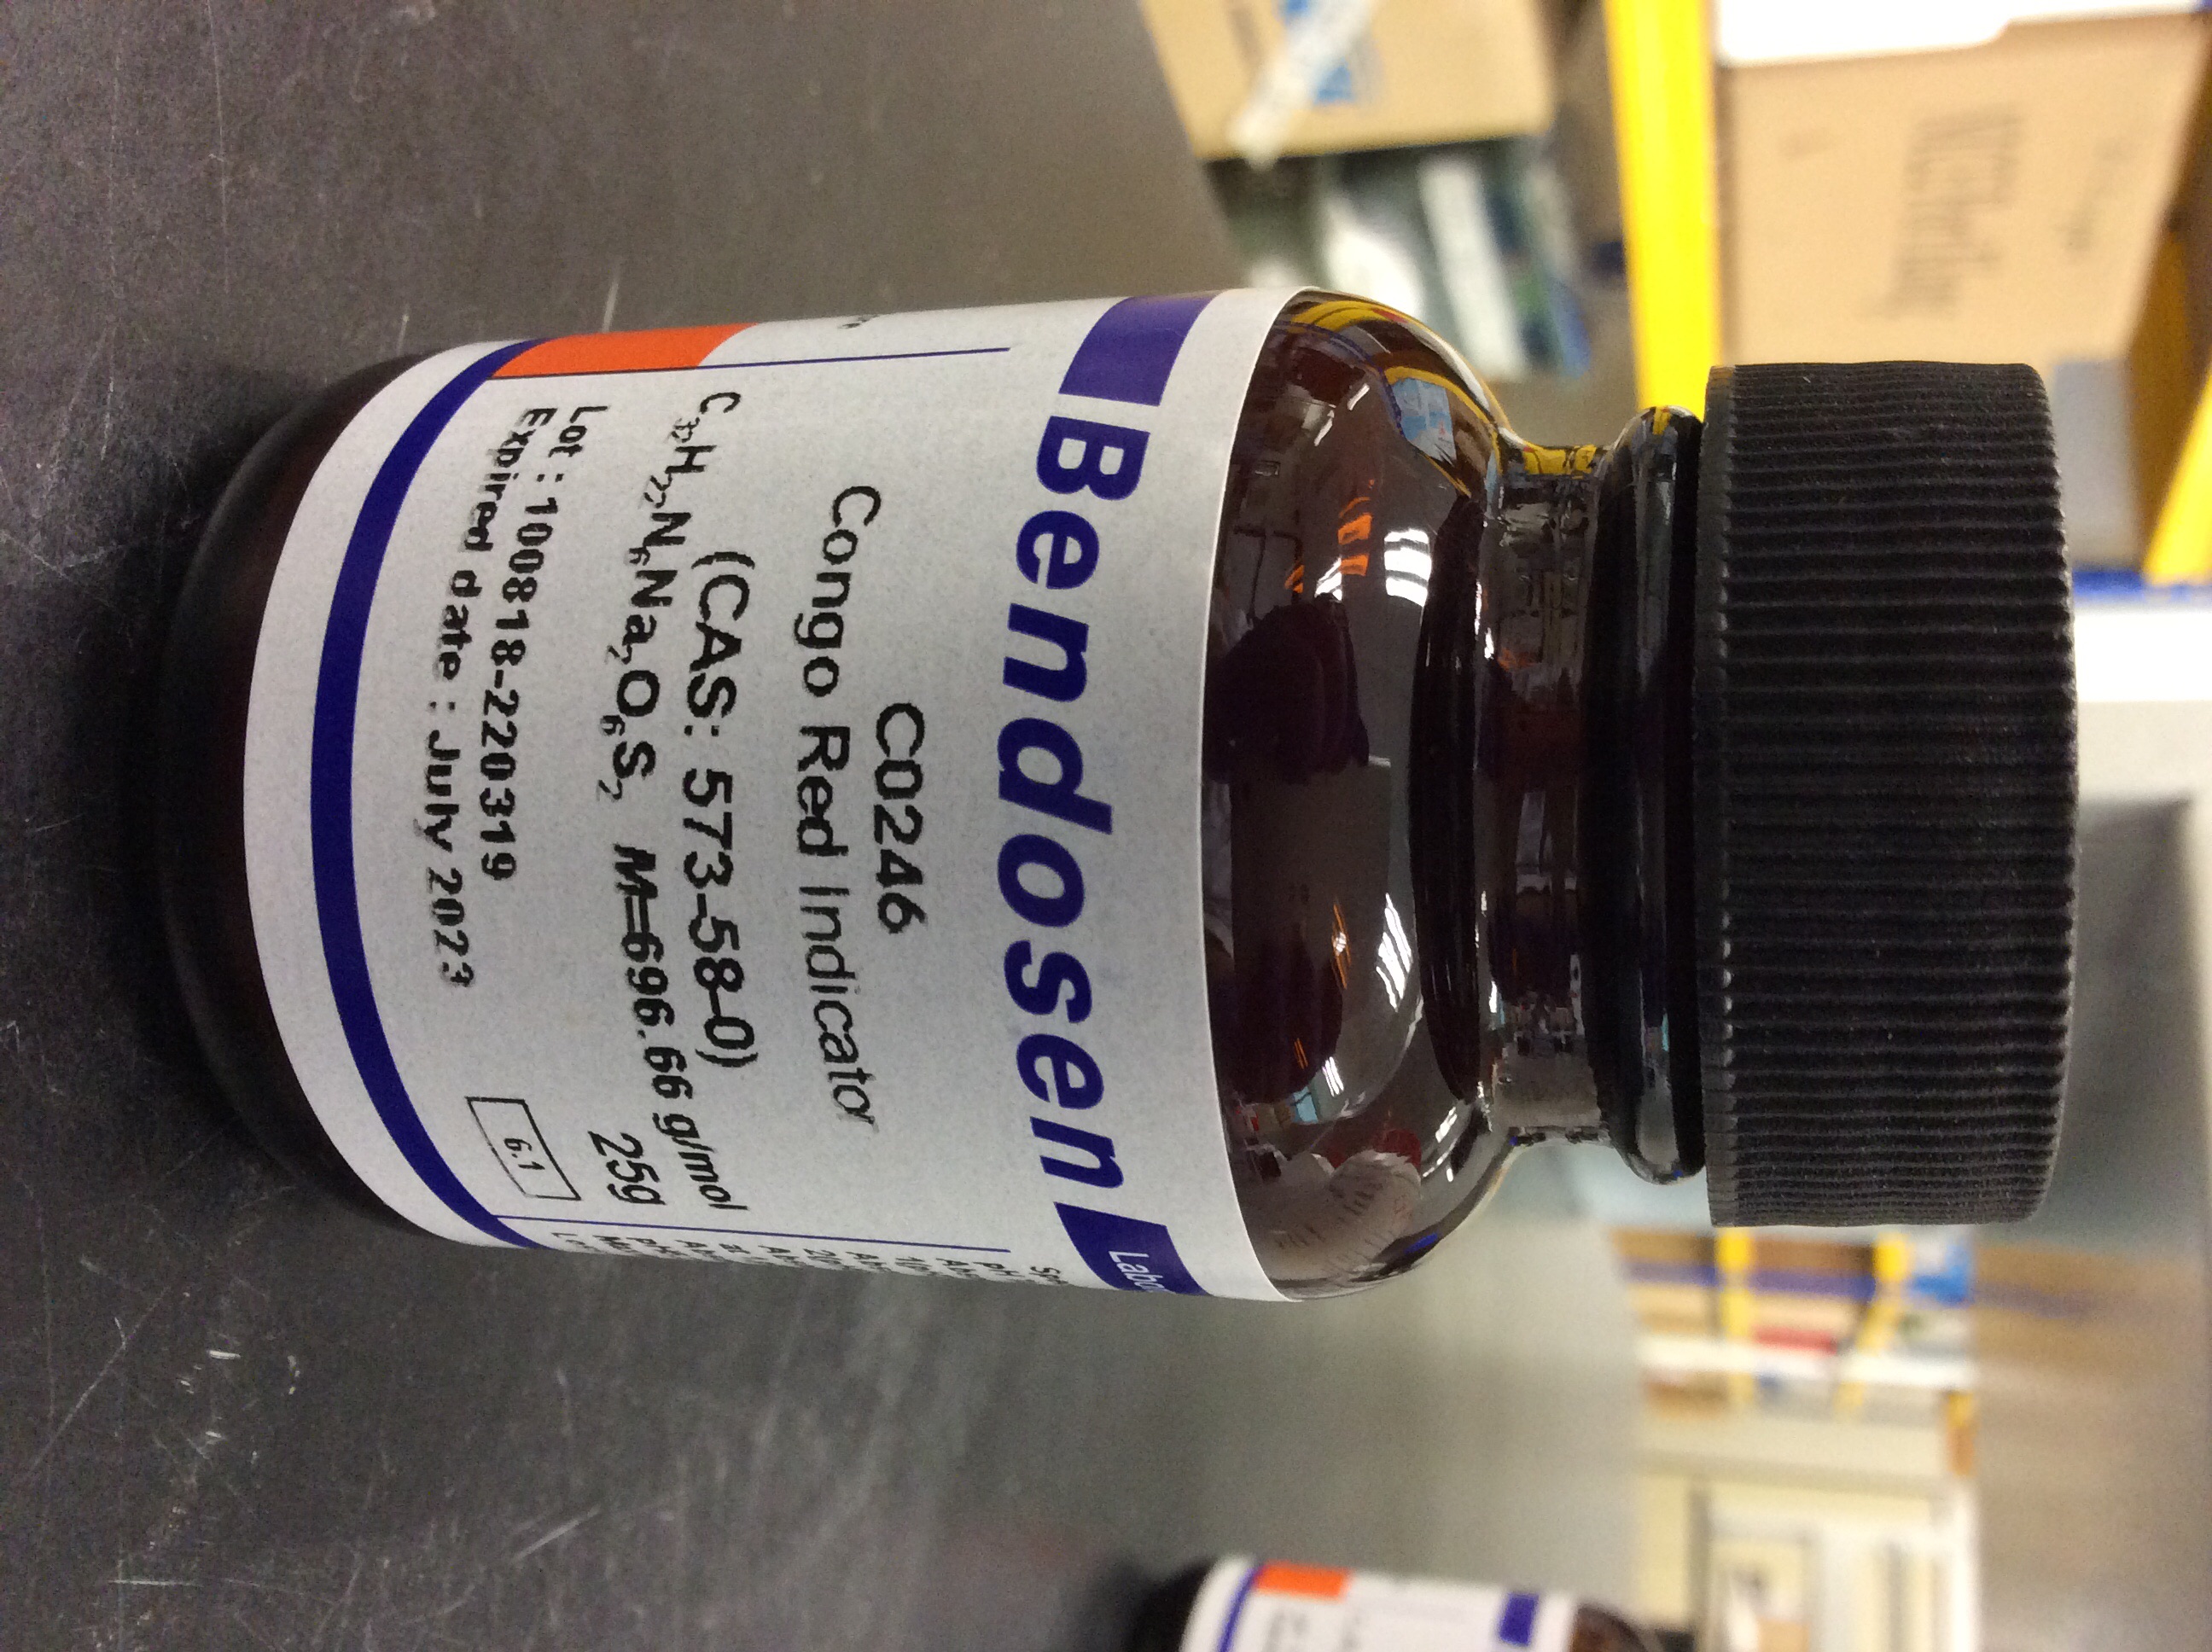 Bendosen
C0246
Congo Red Indicator
(CAS: 573-58-0)
C₃₂H₂₂N₆Na₂O₆S₂ M=696.66 g/mol
25g
Lot : 100818-220319
Expired date : July 2023
6.1